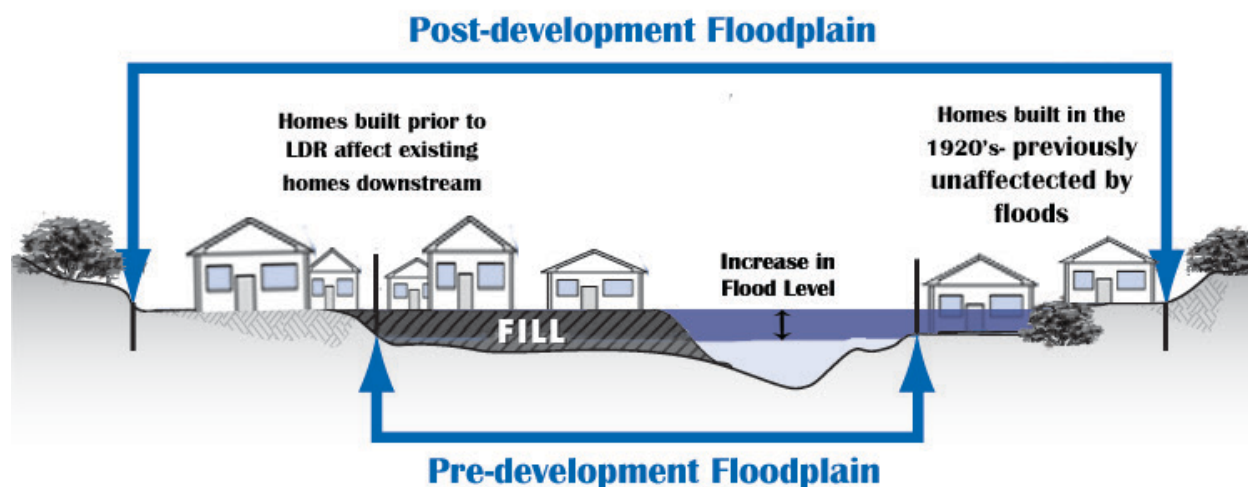 Post-development Floodplain
Homes built prior to
LDR affect existing
homes downstream
Homes built in the
1920's- previously
unaffectected by
floods
Increase in
Flood Level
FILL
Pre-development Floodplain